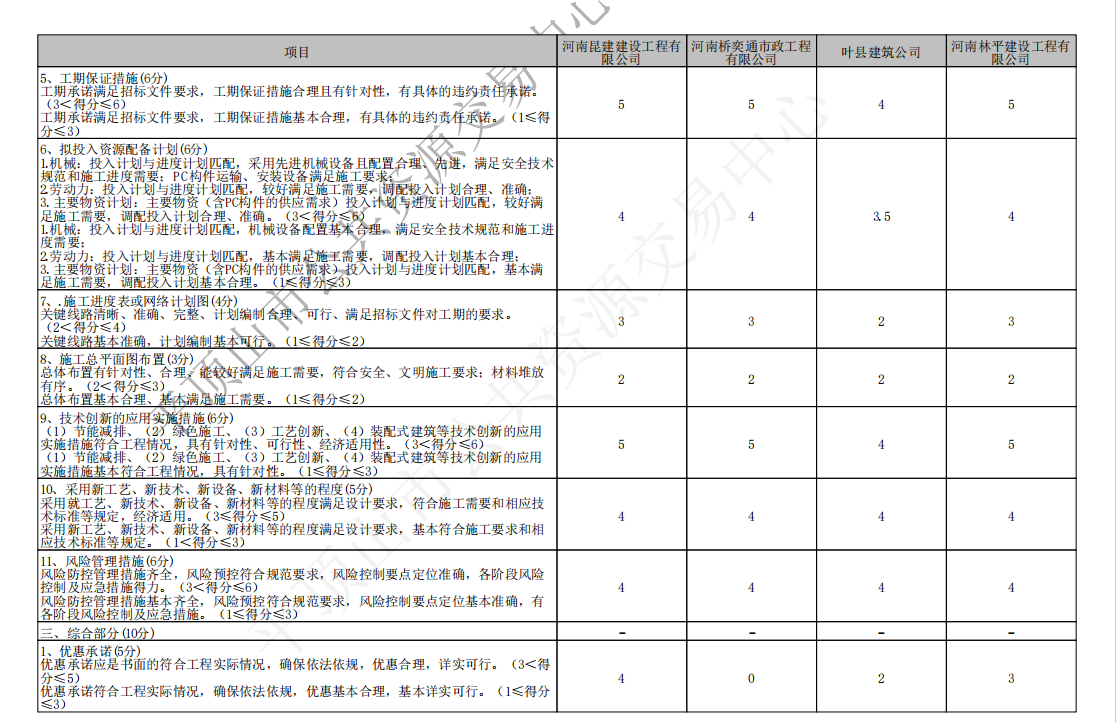 项目
河南昆建建设工程有
限公司
河南桥奕通市政工程
有限公司
叶县建筑公司
河南林平建设工程有
限公司
5、工期保证措施(6分)
工期承诺满足招标文件要求，工期保证措施合理且有针对性，有具体的违约责任承诺。
（3＜得分≤6）
工期承诺满足招标文件要求，工期保证措施基本合理，有具体的违约责任承诺。（1≤得
分≤3）
5
5
4
5
6、拟投入资源配备计划(6分)
1.机械：投入计划与进度计划匹配，采用先进机械设备且配置合理、先进，满足安全技术
规范和施工进度需要；PC构件运输、安装设备满足施工要求；
2.劳动力：投入计划与进度计划匹配，较好满足施工需要，调配投入计划合理、准确；
3.主要物资计划：主要物资（含PC构件的供应需求）投入计划与进度计划匹配，较好满
足施工需要，调配投入计划合理、准确。（3＜得分≤6）
1.机械：投入计划与进度计划匹配，机械设备配置基本合理，满足安全技术规范和施工进
度需要；
2.劳动力：投入计划与进度计划匹配，基本满足施工需要，调配投入计划基本合理；
3.主要物资计划：主要物资（含PC构件的供应需求）投入计划与进度计划匹配，基本满
足施工需要，调配投入计划基本合理。（1≤得分≤3）
4
4
3.5
4
7、.施工进度表或网络计划图(4分)
关键线路清晰、准确、完整、计划编制合理、可行、满足招标文件对工期的要求。
（2＜得分≤4）
关键线路基本准确，计划编制基本可行。（1≤得分≤2）
3
3
2
3
8、施工总平面图布置(3分)
总体布置有针对性、合理、能较好满足施工需要，符合安全、文明施工要求；材料堆放
有序。（2＜得分≤3）
总体布置基本合理、基本满足施工需要。（1≤得分≤2）
2
2
2
2
9、技术创新的应用实施措施(6分)
（1）节能减排、（2）绿色施工、（3）工艺创新、（4）装配式建筑等技术创新的应用
实施措施符合工程情况，具有针对性、可行性、经济适用性。（3＜得分≤6）
（1）节能减排、（2）绿色施工、（3）工艺创新、（4）装配式建筑等技术创新的应用
实施措施基本符合工程情况，具有针对性。（1≤得分≤3）
5
5
4
5
10、采用新工艺、新技术、新设备、新材料等的程度(5分)
采用就工艺、新技术、新设备、新材料等的程度满足设计要求，符合施工需要和相应技
术标准等规定，经济适用。（3≤得分≤5）
采用新工艺、新技术、新设备、新材料等的程度满足设计要求，基本符合施工要求和相
应技术标准等规定。（1＜得分≤3）
4
4
4
4
11、风险管理措施(6分)
风险防控管理措施齐全，风险预控符合规范要求，风险控制要点定位准确，各阶段风险
控制及应急措施得力。（3＜得分≤6）
风险防控管理措施基本齐全，风险预控符合规范要求，风险控制要点定位基本准确，有
各阶段风险控制及应急措施。（1≤得分≤3）
4
4
4
4
三、综合部分(10分)
-
-
-
-
1、优惠承诺(5分)
优惠承诺应是书面的符合工程实际情况，确保依法依规，优惠合理，详实可行。（3＜得
分≤5）
优惠承诺符合工程实际情况，确保依法依规，优惠基本合理，基本详实可行。（1≤得分
≤3）
4
0
2
3
平顶山市公共资源交易中心
平顶山市公共资源交易中心